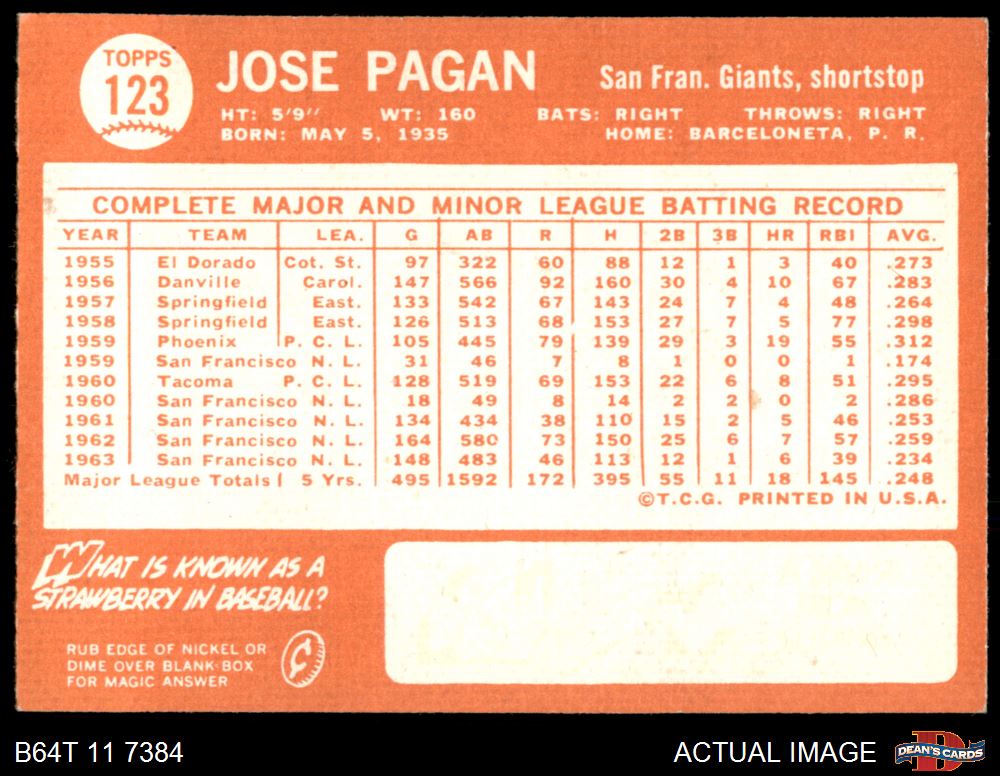 TOPPS
123
JOSE PAGAN
San Fran. Giants, shortstop
HT: 5'9" WT: 160 BATS: RIGHT THROWS: RIGHT
BORN: MAY 5, 1935 HOME: BARCELONETA, P. R.
COMPLETE MAJOR AND MINOR LEAGUE BATTING RECORD
YEAR TEAM LEA. G AB R H 2B 3B HR RBI AVG.
1955 El Dorado Cot. St. 97 322 60 88 12 1 3 40 .273
1956 Danville Carol. 147 566 92 160 30 4 10 67 .283
1957 Springfield East. 133 542 67 143 24 7 4 48 .264
1958 Springfield East. 126 513 68 153 27 7 5 77 .298
1959 Phoenix P. C. L. 105 445 79 139 29 3 19 55 .312
1959 San Francisco N. L. 31 46 7 8 1 0 0 1 .174
1960 Tacoma P. C. L. 128 519 69 153 22 6 8 51 .295
1960 San Francisco N. L. 18 49 8 14 2 2 0 2 .286
1961 San Francisco N. L. 134 434 38 110 15 2 5 46 .253
1962 San Francisco N. L. 164 580 73 150 25 6 7 57 .259
1963 San Francisco N. L. 148 483 46 113 12 1 6 39 .234
Major League Totals 5 Yrs. 495 1592 172 395 55 11 18 145 .248
©T.C.G. PRINTED IN U.S.A.
WHAT IS KNOWN AS A
STRAWBERRY IN BASEBALL?
RUB EDGE OF NICKEL OR
DIME OVER BLANK BOX
FOR MAGIC ANSWER
B64T 11 7384
ACTUAL IMAGE
DEAN'S CARDS